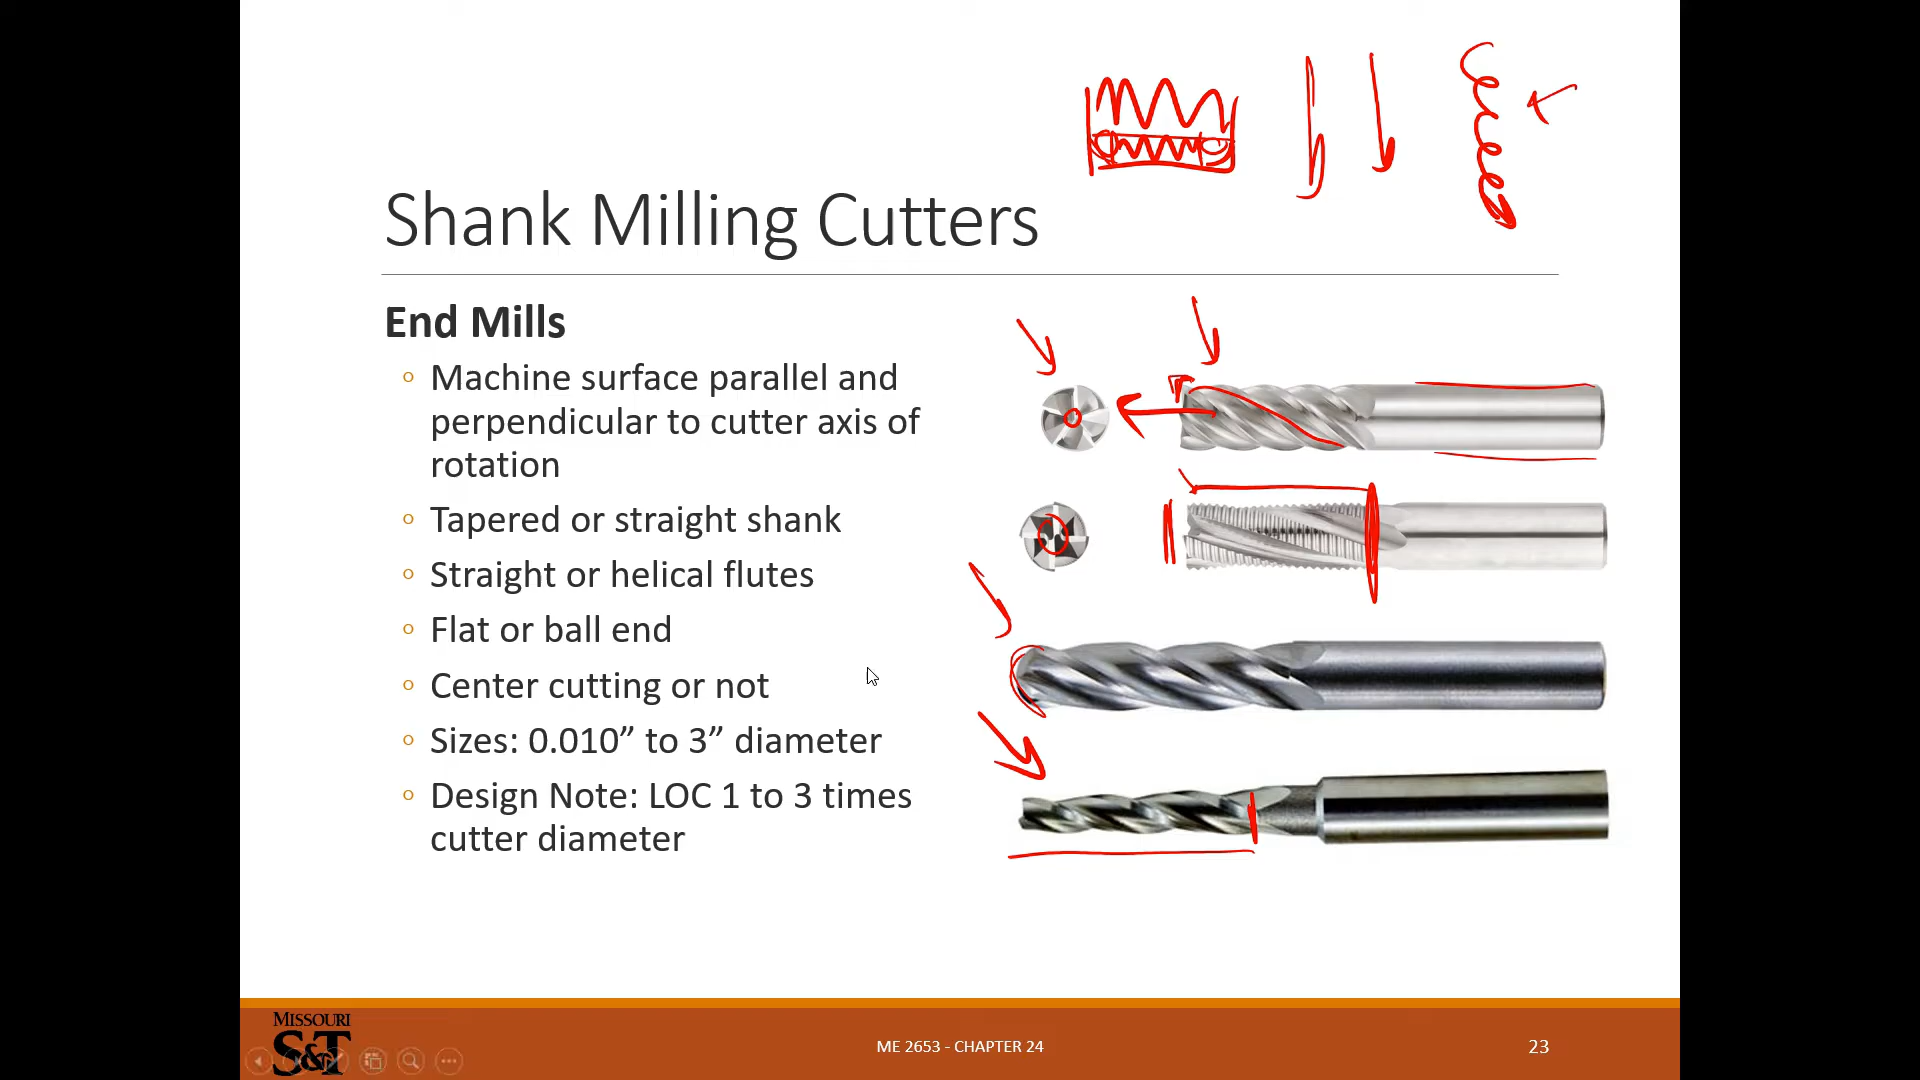 Shank Milling Cutters
End Mills
Machine surface parallel and
perpendicular to cutter axis of
rotation
Tapered or straight shank
Straight or helical flutes
Flat or ball end
Center cutting or not
Sizes: 0.010” to 3” diameter
Design Note: LOC 1 to 3 times
cutter diameter
MISSOURI
S&T
ME 2653 - CHAPTER 24
23